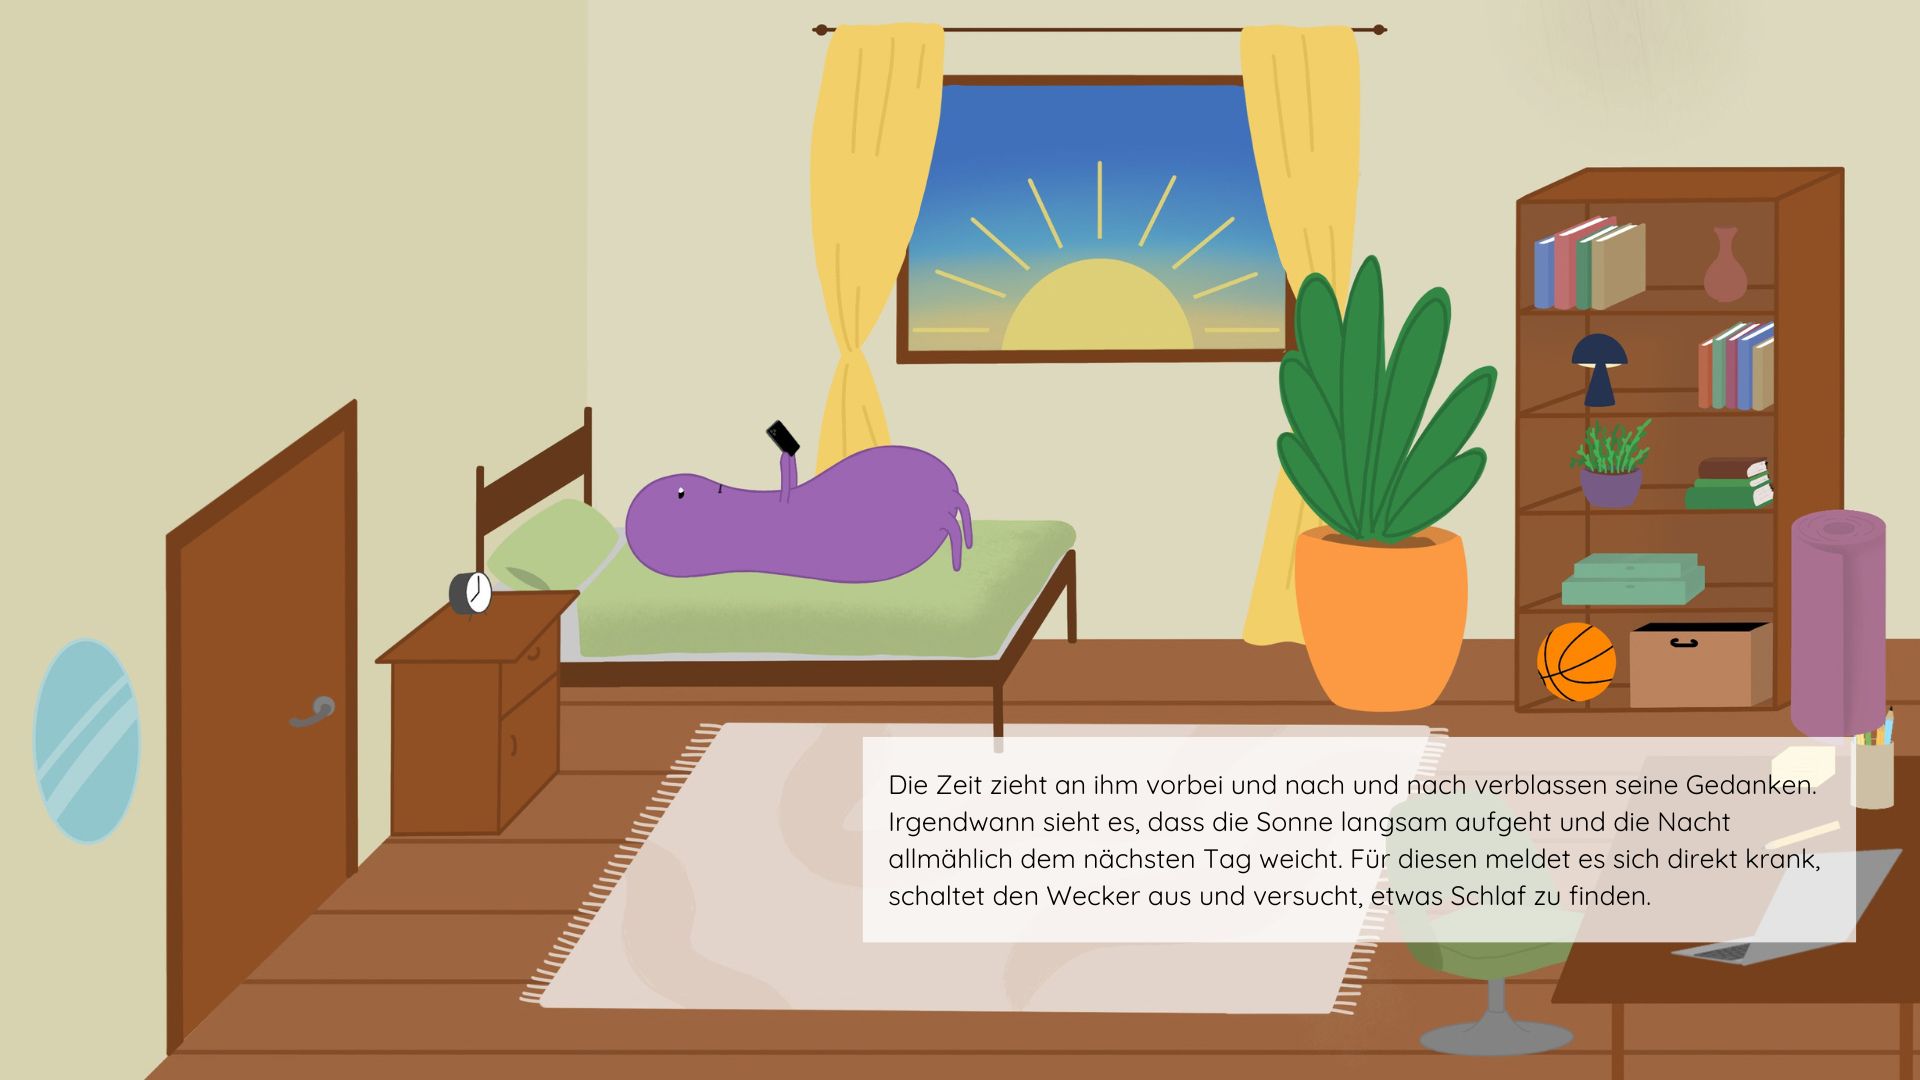 Die Zeit zieht an ihm vorbei und nach und nach verblassen seine Gedanken.
Irgendwann sieht es, dass die Sonne langsam aufgeht und die Nacht
allmählich dem nächsten Tag weicht. Für diesen meldet es sich direkt krank,
schaltet den Wecker aus und versucht, etwas Schlaf zu finden.